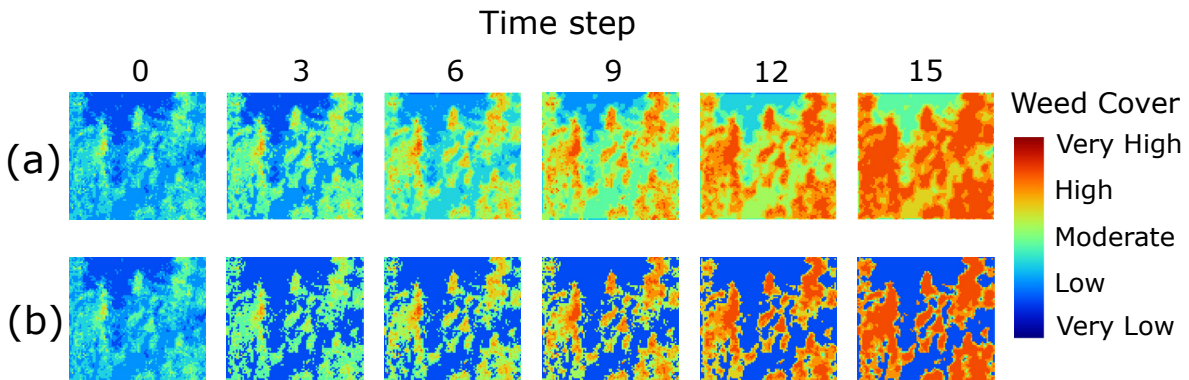 Time step
0 3 6 9 12 15
Weed Cover
(a)
Very High
High
Moderate
Low
Very Low
(b)